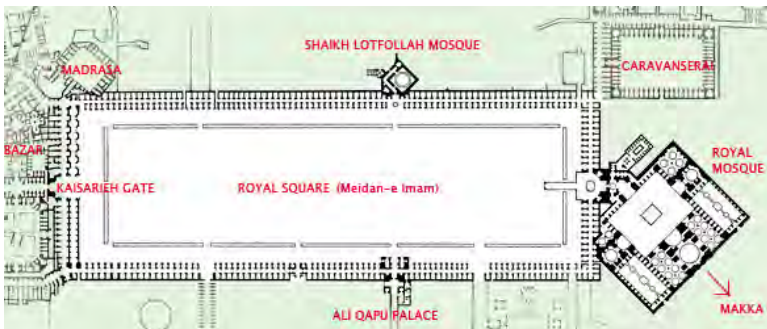 SHAIKH LOTFOLLAH MOSQUE
MADRASA
CARAVANSERAI
BAZAR
ROYAL
MOSQUE
KAISARIEH GATE
ROYAL SQUARE (Meidan-e Imam)
MAKKA
ALI QAPU PALACE